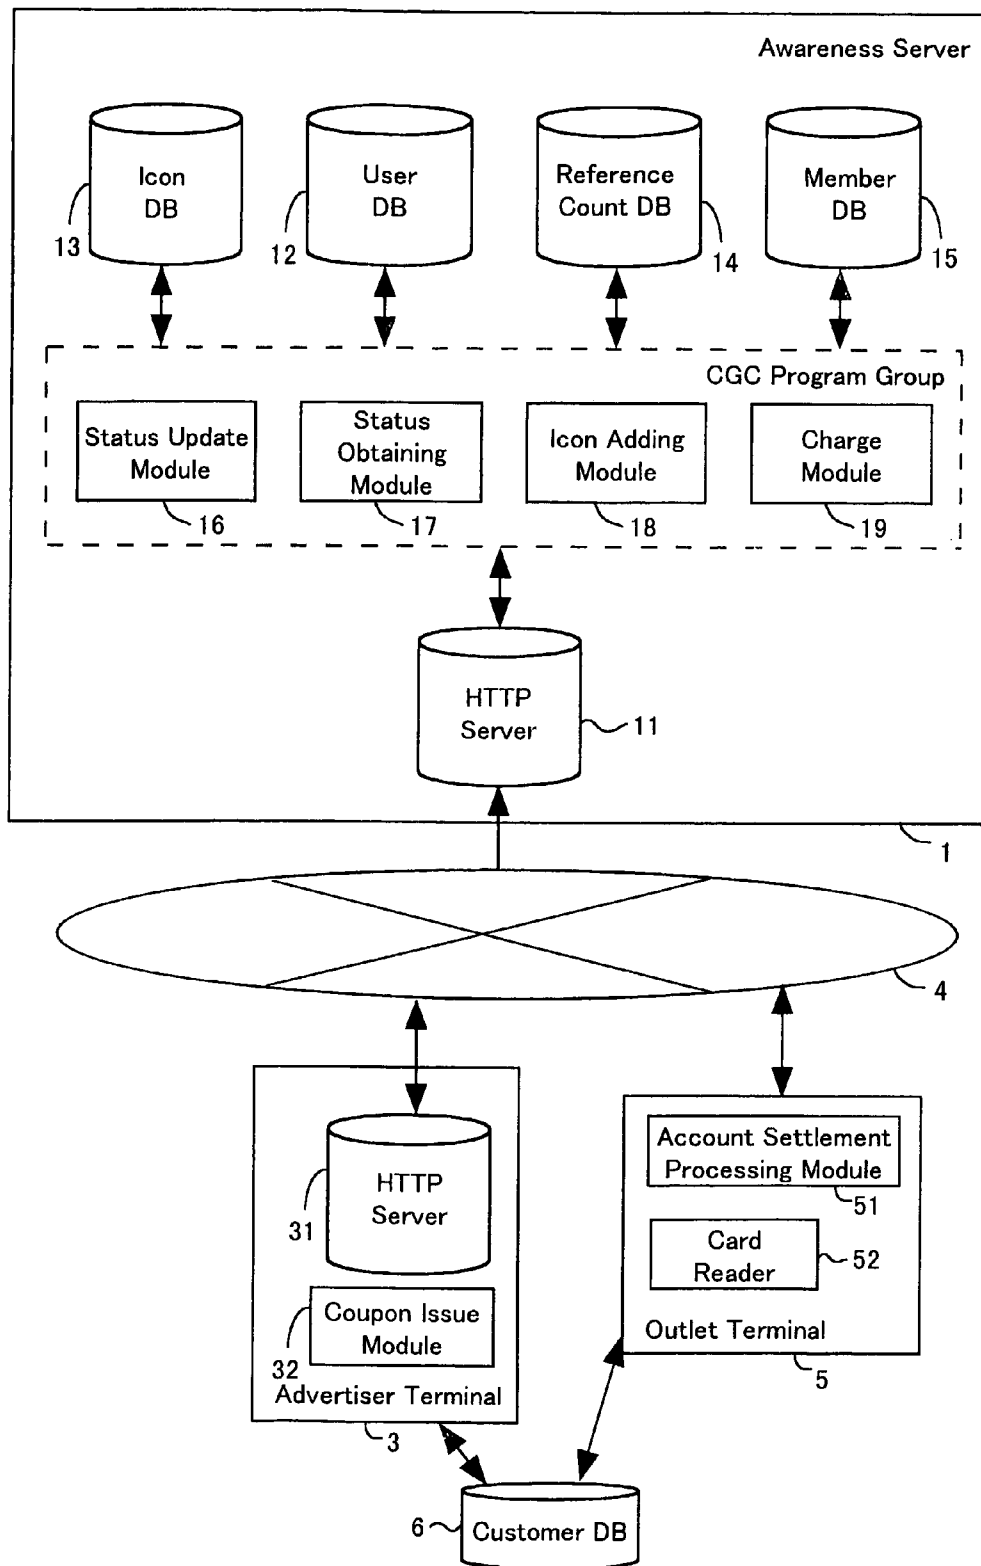 Awareness Server
Icon
DB
User
DB
Reference
Count DB
Member
DB
13
12
14
15
CGC Program Group
Status Update
Module
Status
Obtaining
Module
Icon Adding
Module
Charge
Module
16
17
18
19
HTTP
Server
11
1
4
HTTP
Server
31
Coupon Issue
Module
32
Advertiser Terminal
3
Account Settlement
Processing Module
51
Card
Reader
52
Outlet Terminal
5
6
Customer DB